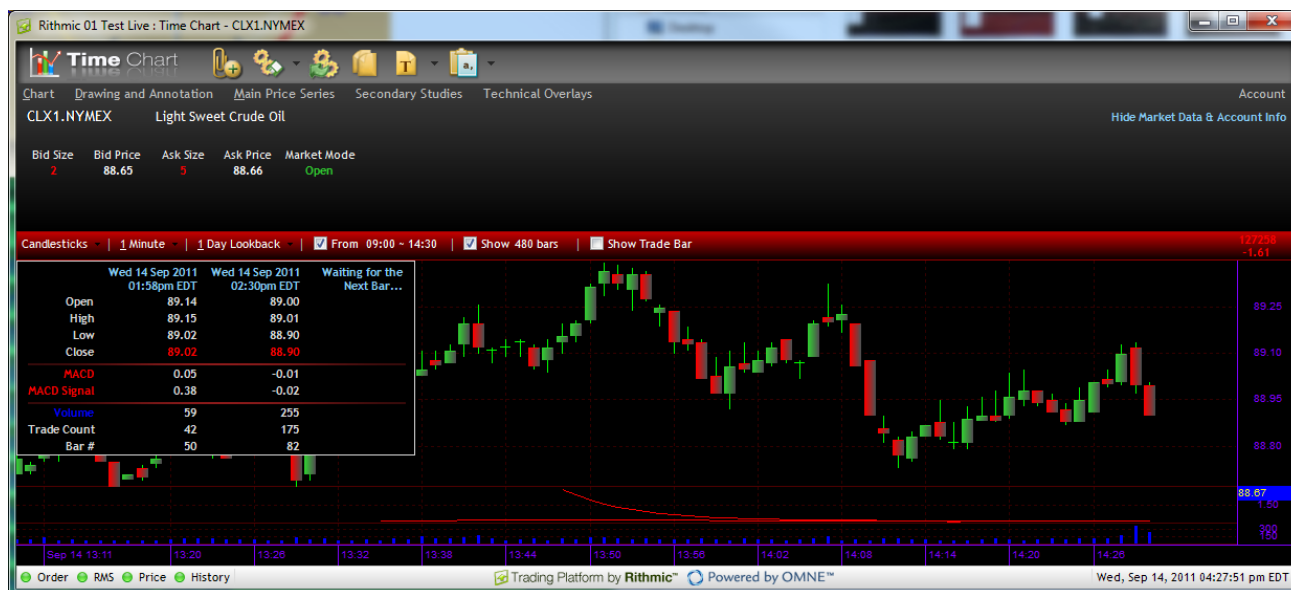 Rithmic 01 Test Live : Time Chart - CLX1.NYMEX
Time Chart
Chart Drawing and Annotation Main Price Series Secondary Studies Technical Overlays Account
CLX1.NYMEX Light Sweet Crude Oil Hide Market Data & Account Info
Bid Size Bid Price Ask Size Ask Price Market Mode
2 88.65 5 88.66 Open
Candlesticks | 1 Minute | 1 Day Lookback | From 09:00 ~ 14:30 | Show 480 bars | Show Trade Bar
127258
-1.61
Wed 14 Sep 2011 Wed 14 Sep 2011 Waiting for the
01:58pm EDT 02:30pm EDT Next Bar...
Open 89.14 89.00
High 89.15 89.01
Low 89.02 88.90
Close 89.02 88.90
MACD 0.05 -0.01
MACD Signal 0.38 -0.02
Volume 59 255
Trade Count 42 175
Bar # 50 82
89.25
89.10
88.95
88.80
88.67
1.50
300
150
Sep 14 13:11 13:20 13:26 13:32 13:38 13:44 13:50 13:56 14:02 14:08 14:14 14:20 14:26
Order RMS Price History Trading Platform by Rithmic™ Powered by OMNE™ Wed, Sep 14, 2011 04:27:51 pm EDT